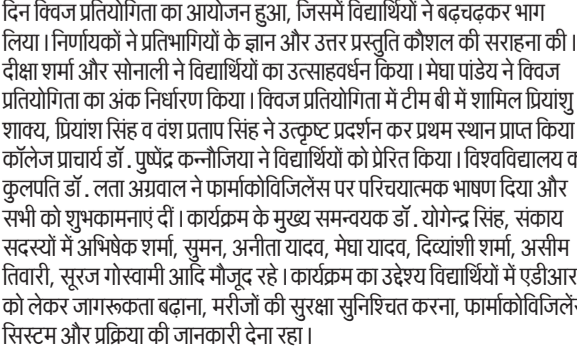 दिन क्विज प्रतियोगिता का आयोजन हुआ, जिसमें विद्यार्थियों ने बढ़चढ़कर भाग
लिया। निर्णायकों ने प्रतिभागियों के ज्ञान और उत्तर प्रस्तुति कौशल की सराहना की।
दीक्षा शर्मा और सोनाली ने विद्यार्थियों का उत्साहवर्धन किया। मेघा पांडेय ने क्विज
प्रतियोगिता का अंक निर्धारण किया। क्विज प्रतियोगिता में टीम बी में शामिल प्रियांशु
शाक्य, प्रियांश सिंह व वंश प्रताप सिंह ने उत्कृष्ट प्रदर्शन कर प्रथम स्थान प्राप्त किया
कॉलेज प्राचार्य डॉ. पुष्पेंद्र कन्नौजिया ने विद्यार्थियों को प्रेरित किया। विश्वविद्यालय
कुलपति डॉ. लता अग्रवाल ने फार्माकोविजिलेंस पर परिचयात्मक भाषण दिया और
सभी को शुभकामनाएं दीं। कार्यक्रम के मुख्य समन्वयक डॉ. योगेन्द्र सिंह, संकाय
सदस्यों में अभिषेक शर्मा, सुमन, अनीता यादव, मेघा यादव, दिव्यांशी शर्मा, असीम
तिवारी, सूरज गोस्वामी आदि मौजूद रहे। कार्यक्रम का उद्देश्य विद्यार्थियों में एडीआर
को लेकर जागरूकता बढ़ाना, मरीजों की सुरक्षा सुनिश्चित करना, फार्माकोविजिलेंस
सिस्टम और प्रक्रिया की जानकारी देना रहा।